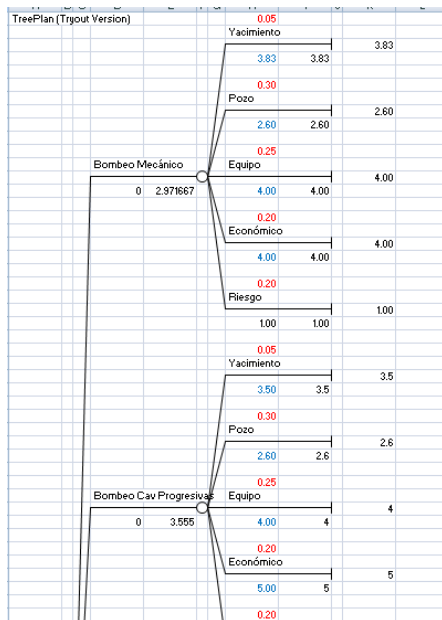 TreePlan (Tryout Version)
0.05
Yacimiento
3.83
3.83 3.83
0.30
Pozo
2.60
2.60 2.60
0.25
Bombeo Mecánico Equipo
4.00
0 2.971667 4.00 4.00
0.20
Económico
4.00
4.00 4.00
0.20
Riesgo
1.00
1.00 1.00
0.05
Yacimiento
3.5
3.50 3.5
0.30
Pozo
2.6
2.60 2.6
0.25
Bombeo Cav Progresivas Equipo
4
0 3.555 4.00 4
0.20
Económico
5
5.00 5
0.20